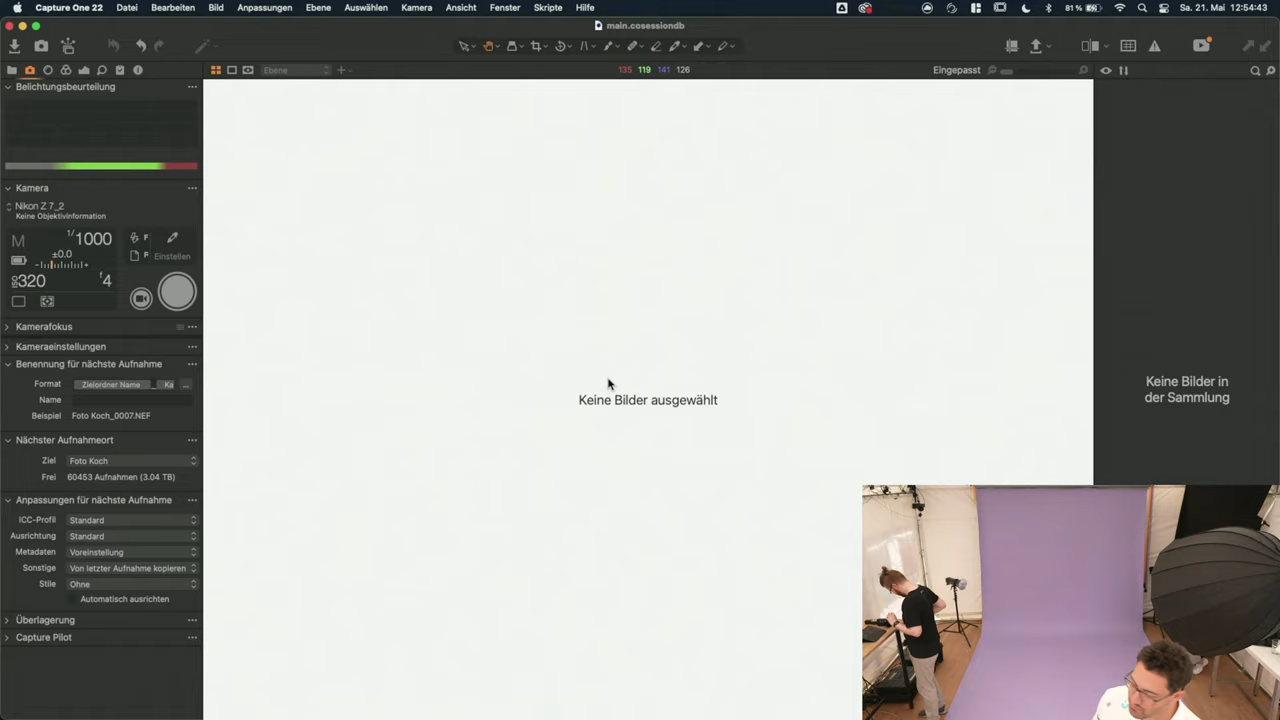 Capture One 22 Datei Bearbeiten Bild Anpassungen Ebene Auswählen Kamera Ansicht Fenster Skripte Hilfe 81 % Sa. 21. Mai 12:54:43
main.cosessiondb
Ebene 135 119 141 126 Eingepasst
Belichtungsbeurteilung
Kamera
Nikon Z 7_2
Keine Objektivinformation
M 1/1000 F
±0.0 R Einstellen
ISO 320 f4
Kamerafokus
Kameraeinstellungen
Benennung für nächste Aufnahme
Format Zielordner Name _ Ka ...
Name
Beispiel Foto Koch_0007.NEF
Nächster Aufnahmeort
Ziel Foto Koch
Frei 60453 Aufnahmen (3.04 TB)
Anpassungen für nächste Aufnahme
ICC-Profil Standard
Ausrichtung Standard
Metadaten Voreinstellung
Sonstige Von letzter Aufnahme kopieren
Stile Ohne
Automatisch ausrichten
Überlagerung
Capture Pilot
Keine Bilder ausgewählt
Keine Bilder in
der Sammlung